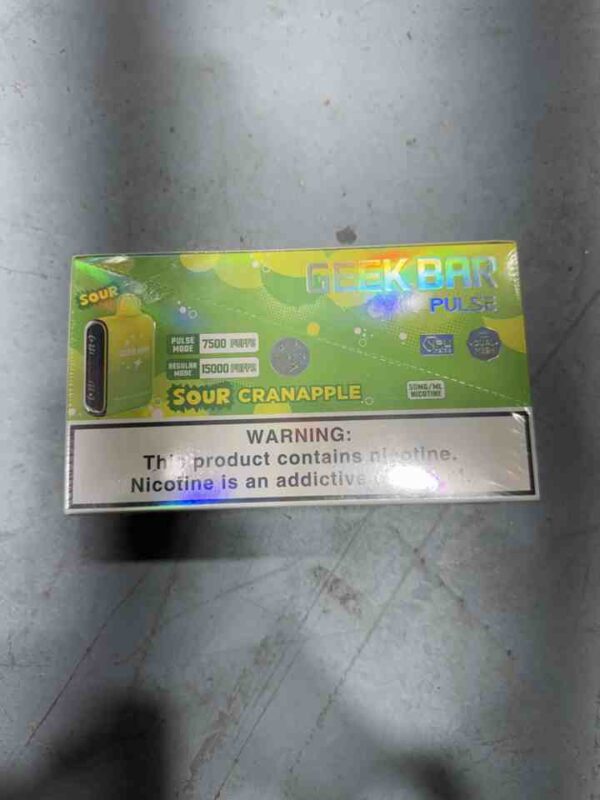 GEEK BAR
PULSE
SOUR
PULSE MODE 7500 PUFFS
REGULAR MODE 15000 PUFFS
SOUR CRANAPPLE
50MG/ML
NICOTINE
WARNING:
This product contains nicotine.
Nicotine is an addictive